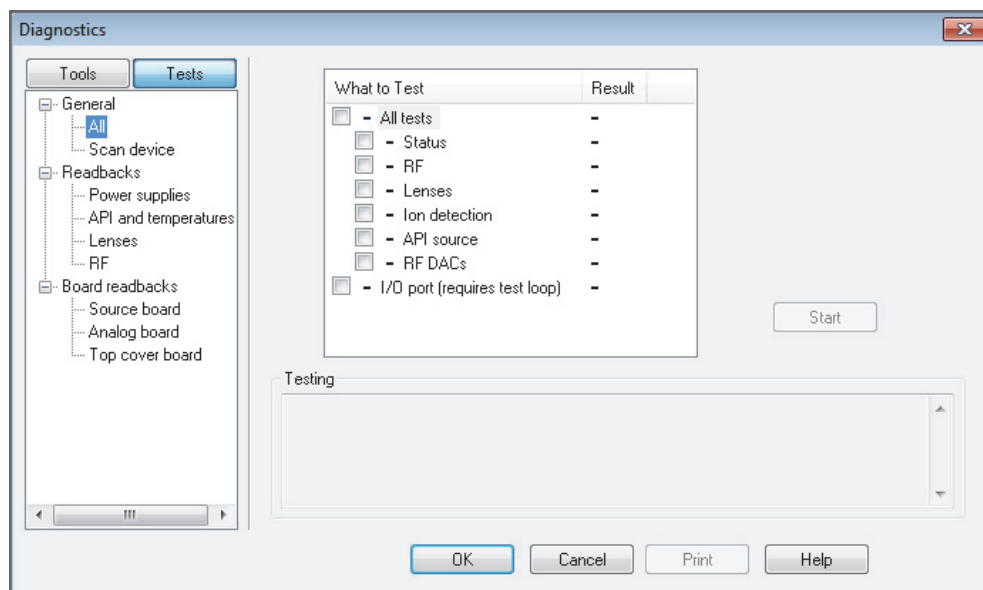 Diagnostics
Tools Tests
General
All
Scan device
Readbacks
Power supplies
API and temperatures
Lenses
RF
Board readbacks
Source board
Analog board
Top cover board
What to Test Result
- All tests -
- Status -
- RF -
- Lenses -
- Ion detection -
- API source -
- RF DACs -
- I/O port (requires test loop) -
Start
Testing
OK Cancel Print Help